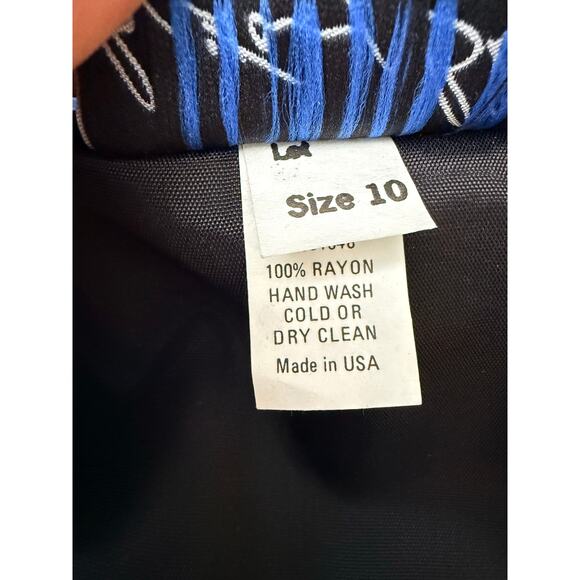 Size 10
100% RAYON
HAND WASH
COLD OR
DRY CLEAN
Made in USA